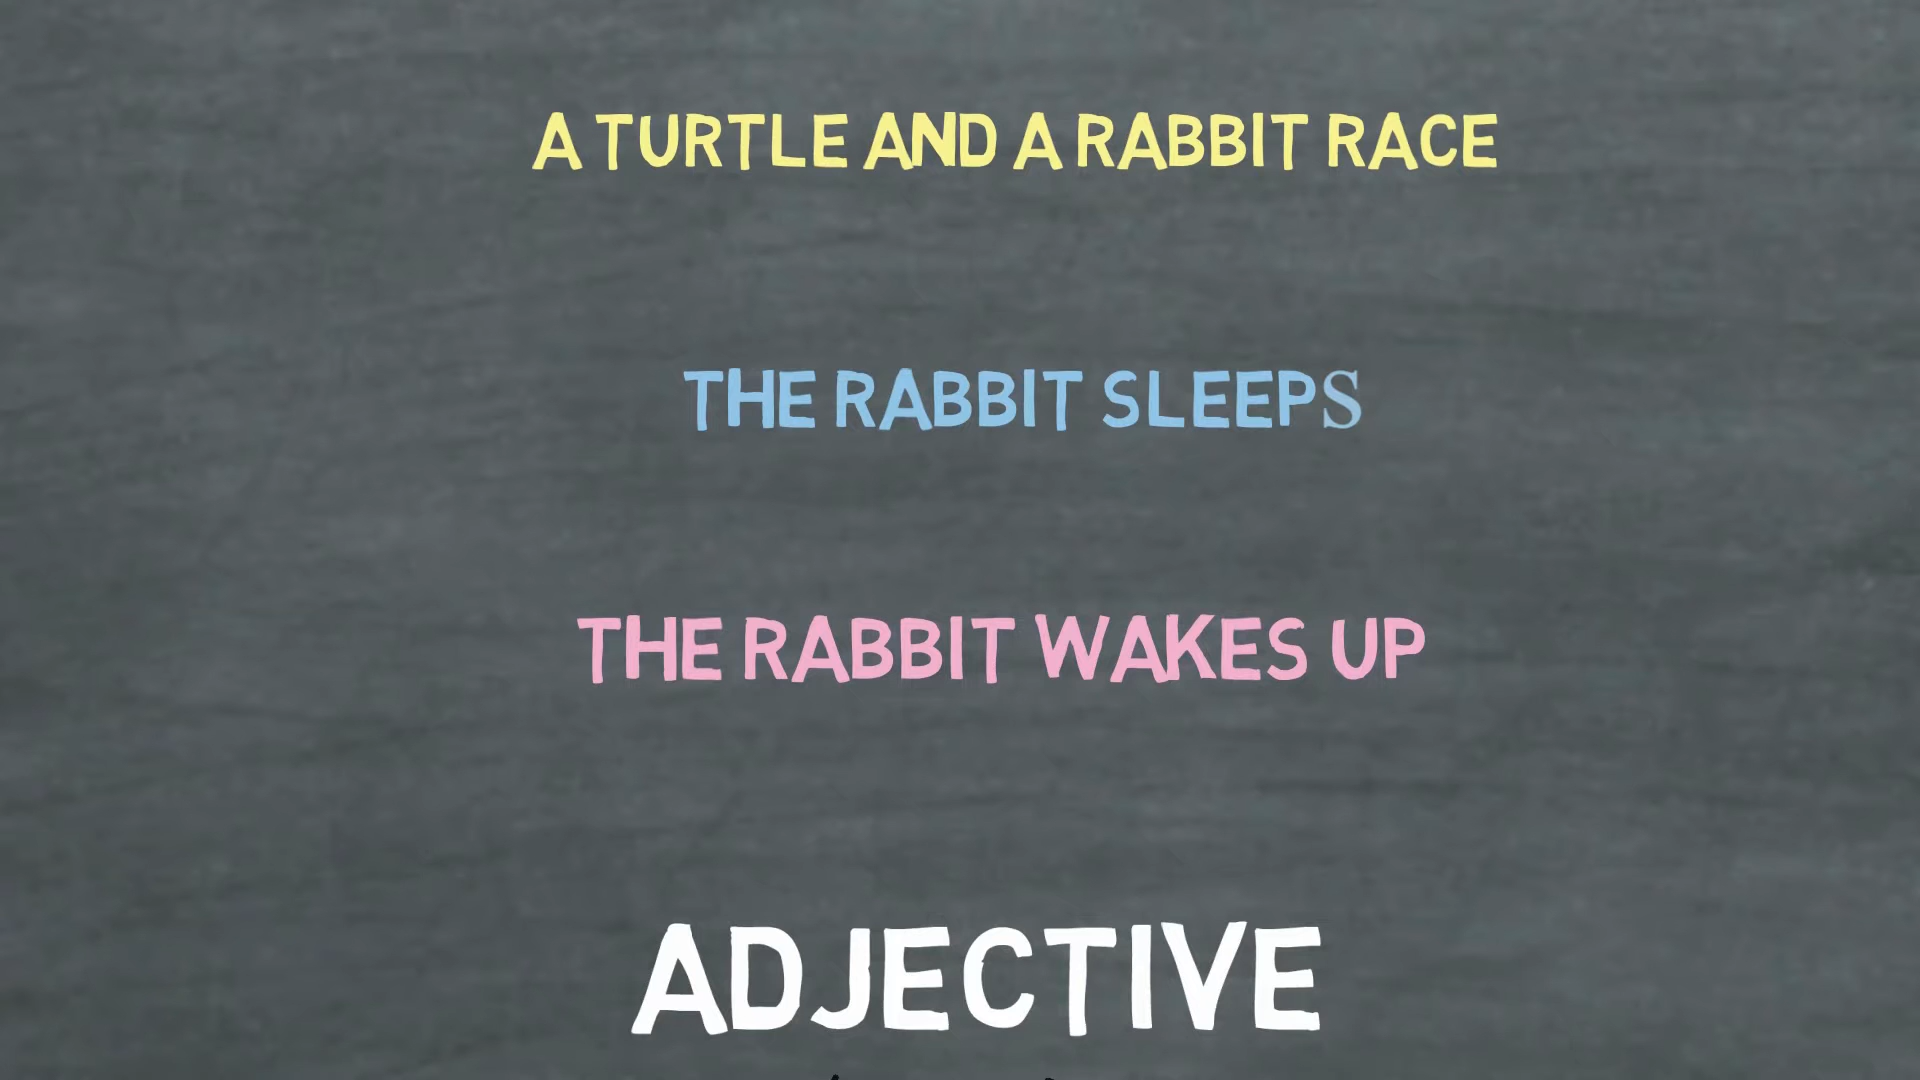 A TURTLE AND A RABBIT RACE
THE RABBIT SLEEPS
THE RABBIT WAKES UP
ADJECTIVE